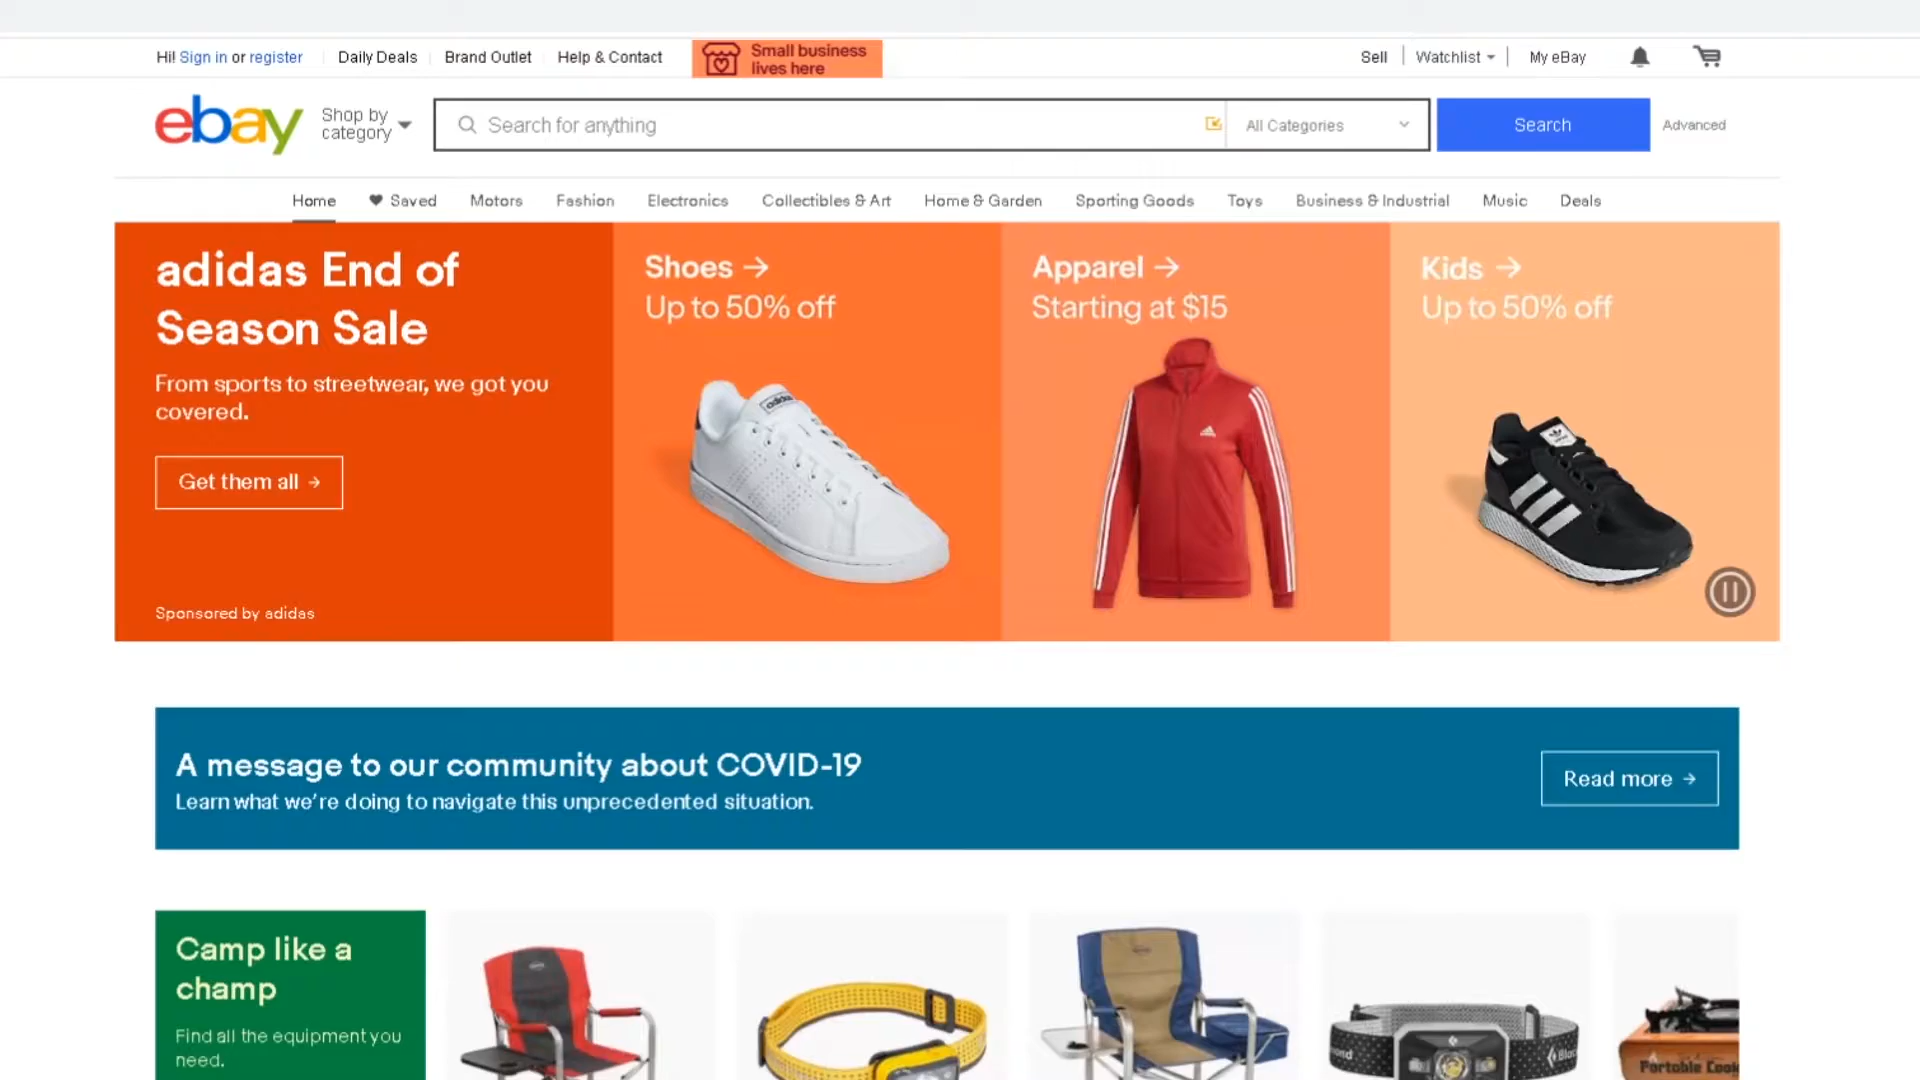 Hi! Sign in or register
Daily Deals
Brand Outlet
Help & Contact
Small business
lives here
Sell
Watchlist
My eBay
ebay
Shop by
category
Search for anything
All Categories
Search
Advanced
Home
Saved
Motors
Fashion
Electronics
Collectibles & Art
Home & Garden
Sporting Goods
Toys
Business & Industrial
Music
Deals
adidas End of
Season Sale
From sports to streetwear, we got you
covered.
Get them all →
Sponsored by adidas
Shoes →
Up to 50% off
adidas
Apparel →
Starting at $15
Kids →
Up to 50% off
A message to our community about COVID-19
Learn what we're doing to navigate this unprecedented situation.
Read more →
Camp like a
champ
Find all the equipment you
need.
Portable